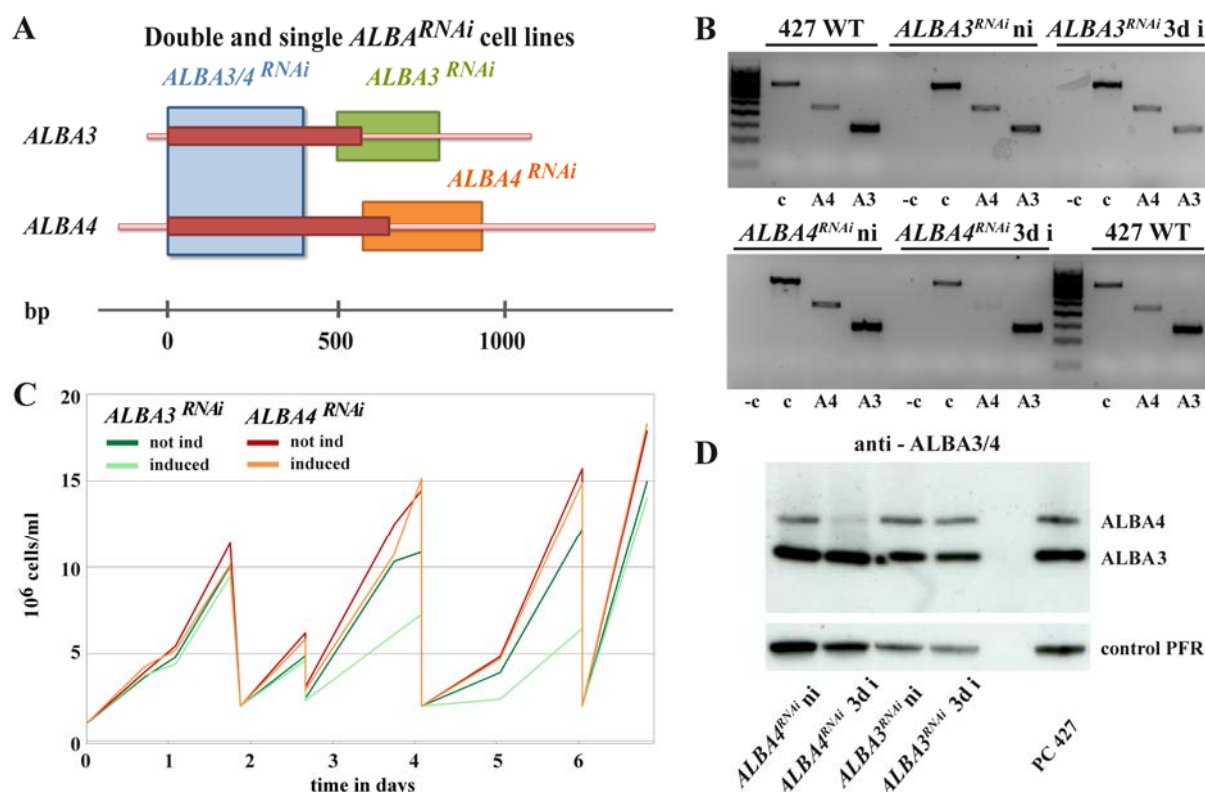 A
Double and single ALBA^RNAi cell lines
ALBA3/4 ^RNAi
ALBA3 ^RNAi
ALBA3
ALBA4 ^RNAi
ALBA4
bp
0 500 1000
B
427 WT ALBA3^RNAi ni ALBA3^RNAi 3d i
c A4 A3 -c c A4 A3 -c c A4 A3
ALBA4^RNAi ni ALBA4^RNAi 3d i 427 WT
-c c A4 A3 -c c A4 A3 c A4 A3
C
ALBA3 ^RNAi ALBA4 ^RNAi
not ind not ind
induced induced
20
15
10
5
0
10^6 cells/ml
0 1 2 3 4 5 6
time in days
D
anti - ALBA3/4
ALBA4
ALBA3
control PFR
ALBA4^RNAi ni
ALBA4^RNAi 3d i
ALBA3^RNAi ni
ALBA3^RNAi 3d i
PC 427